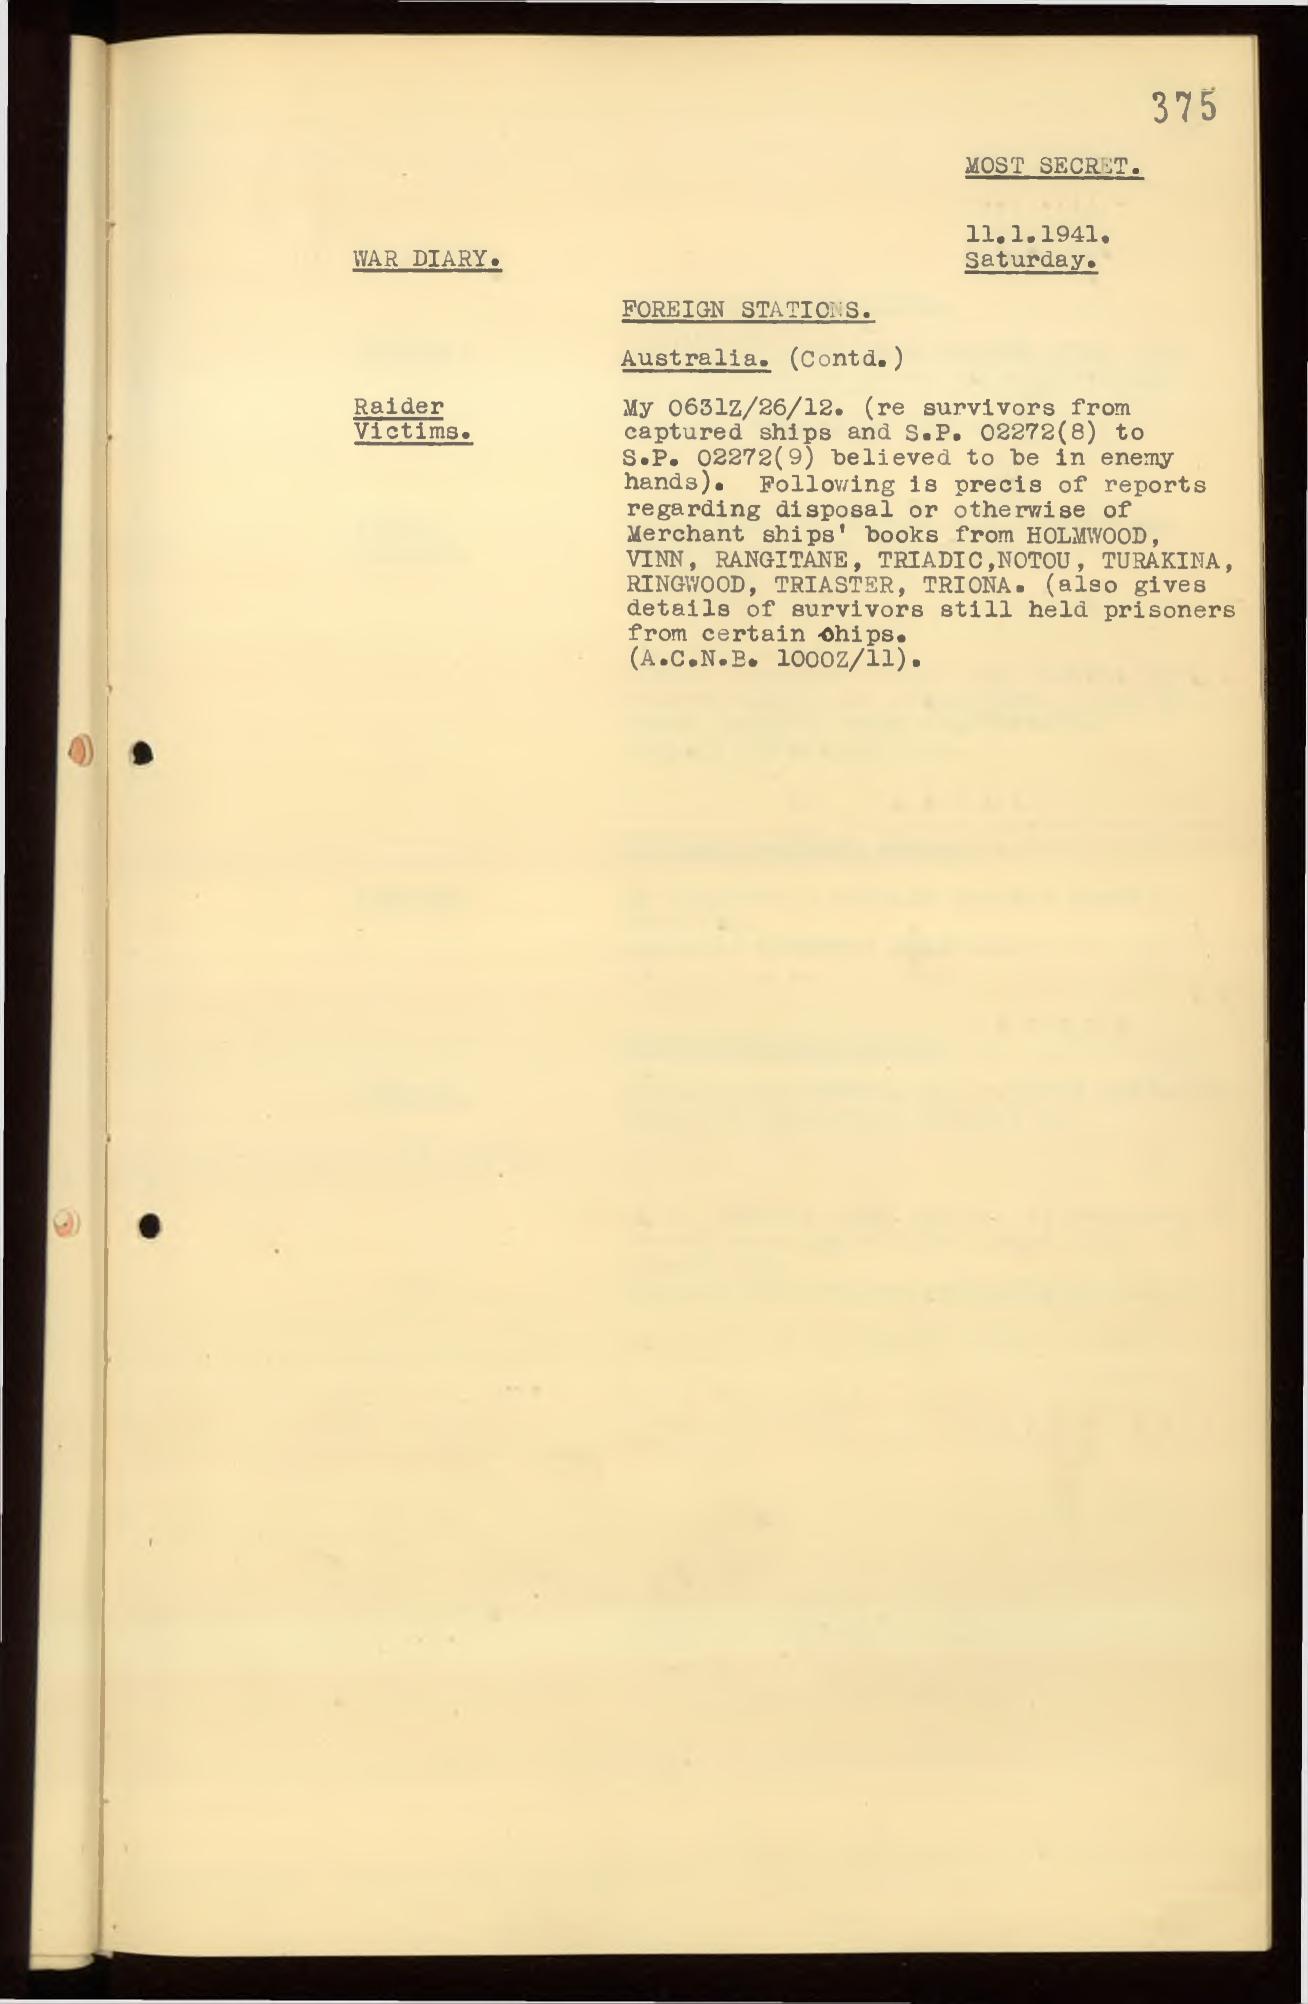 375
MOST SECRET.
11.1.1941.
Saturday.
WAR DIARY.
FOREIGN STATIONS.
Australia. (Contd.)
Raider
Victims.
My 0631Z/26/12. (re survivors from
captured ships and S.P. 02272(8) to
S.P. 02272(9) believed to be in enemy
hands). Following is precis of reports
regarding disposal or otherwise of
Merchant ships' books from HOLMWOOD,
VINN, RANGITANE, TRIADIC,NOTOU, TURAKINA,
RINGWOOD, TRIASTER, TRIONA. (also gives
details of survivors still held prisoners
from certain ships.
(A.C.N.B. 1000Z/11).